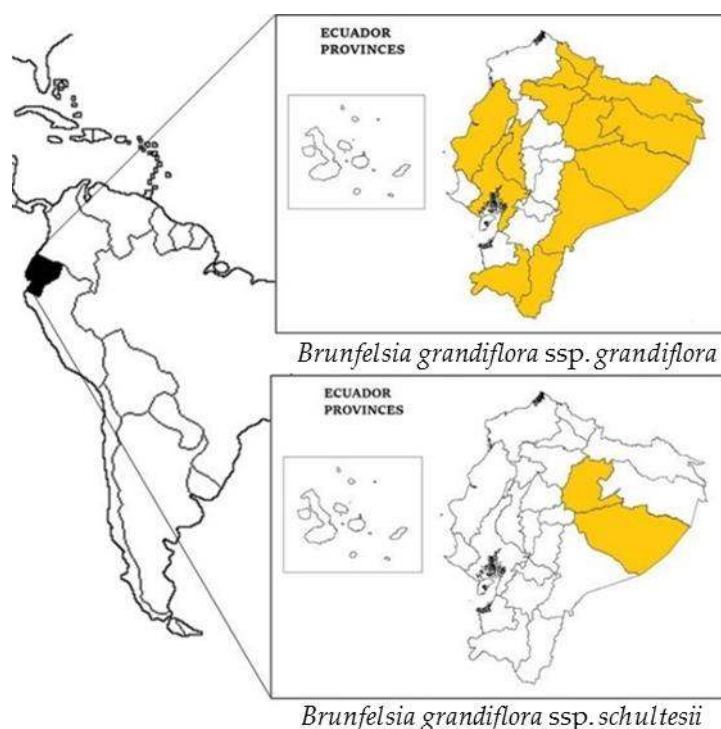 ECUADOR
PROVINCES
Brunfelsia grandiflora ssp. grandiflora
ECUADOR
PROVINCES
Brunfelsia grandiflora ssp. schultesii